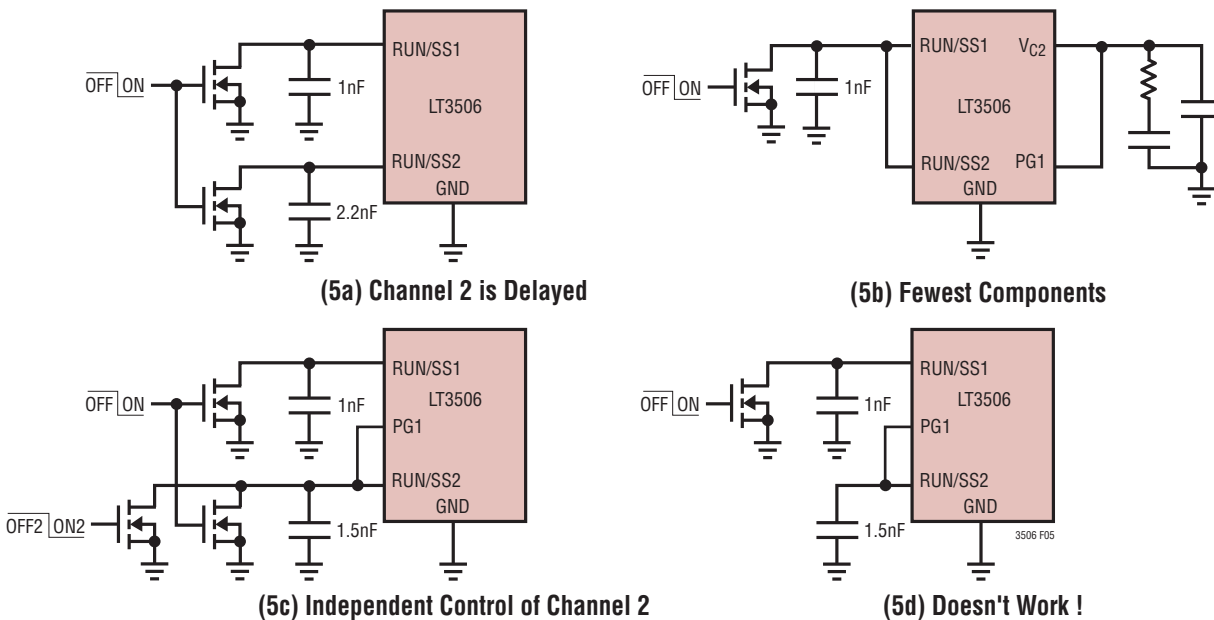 RUN/SS1
OFF ON
1nF
LT3506
RUN/SS2
GND
2.2nF
(5a) Channel 2 is Delayed
RUN/SS1
VC2
OFF ON
1nF
LT3506
RUN/SS2
PG1
GND
(5b) Fewest Components
RUN/SS1
OFF ON
1nF
LT3506
PG1
RUN/SS2
OFF2 ON2
GND
1.5nF
(5c) Independent Control of Channel 2
RUN/SS1
OFF ON
1nF
LT3506
PG1
RUN/SS2
GND
1.5nF
3506 F05
(5d) Doesn't Work !